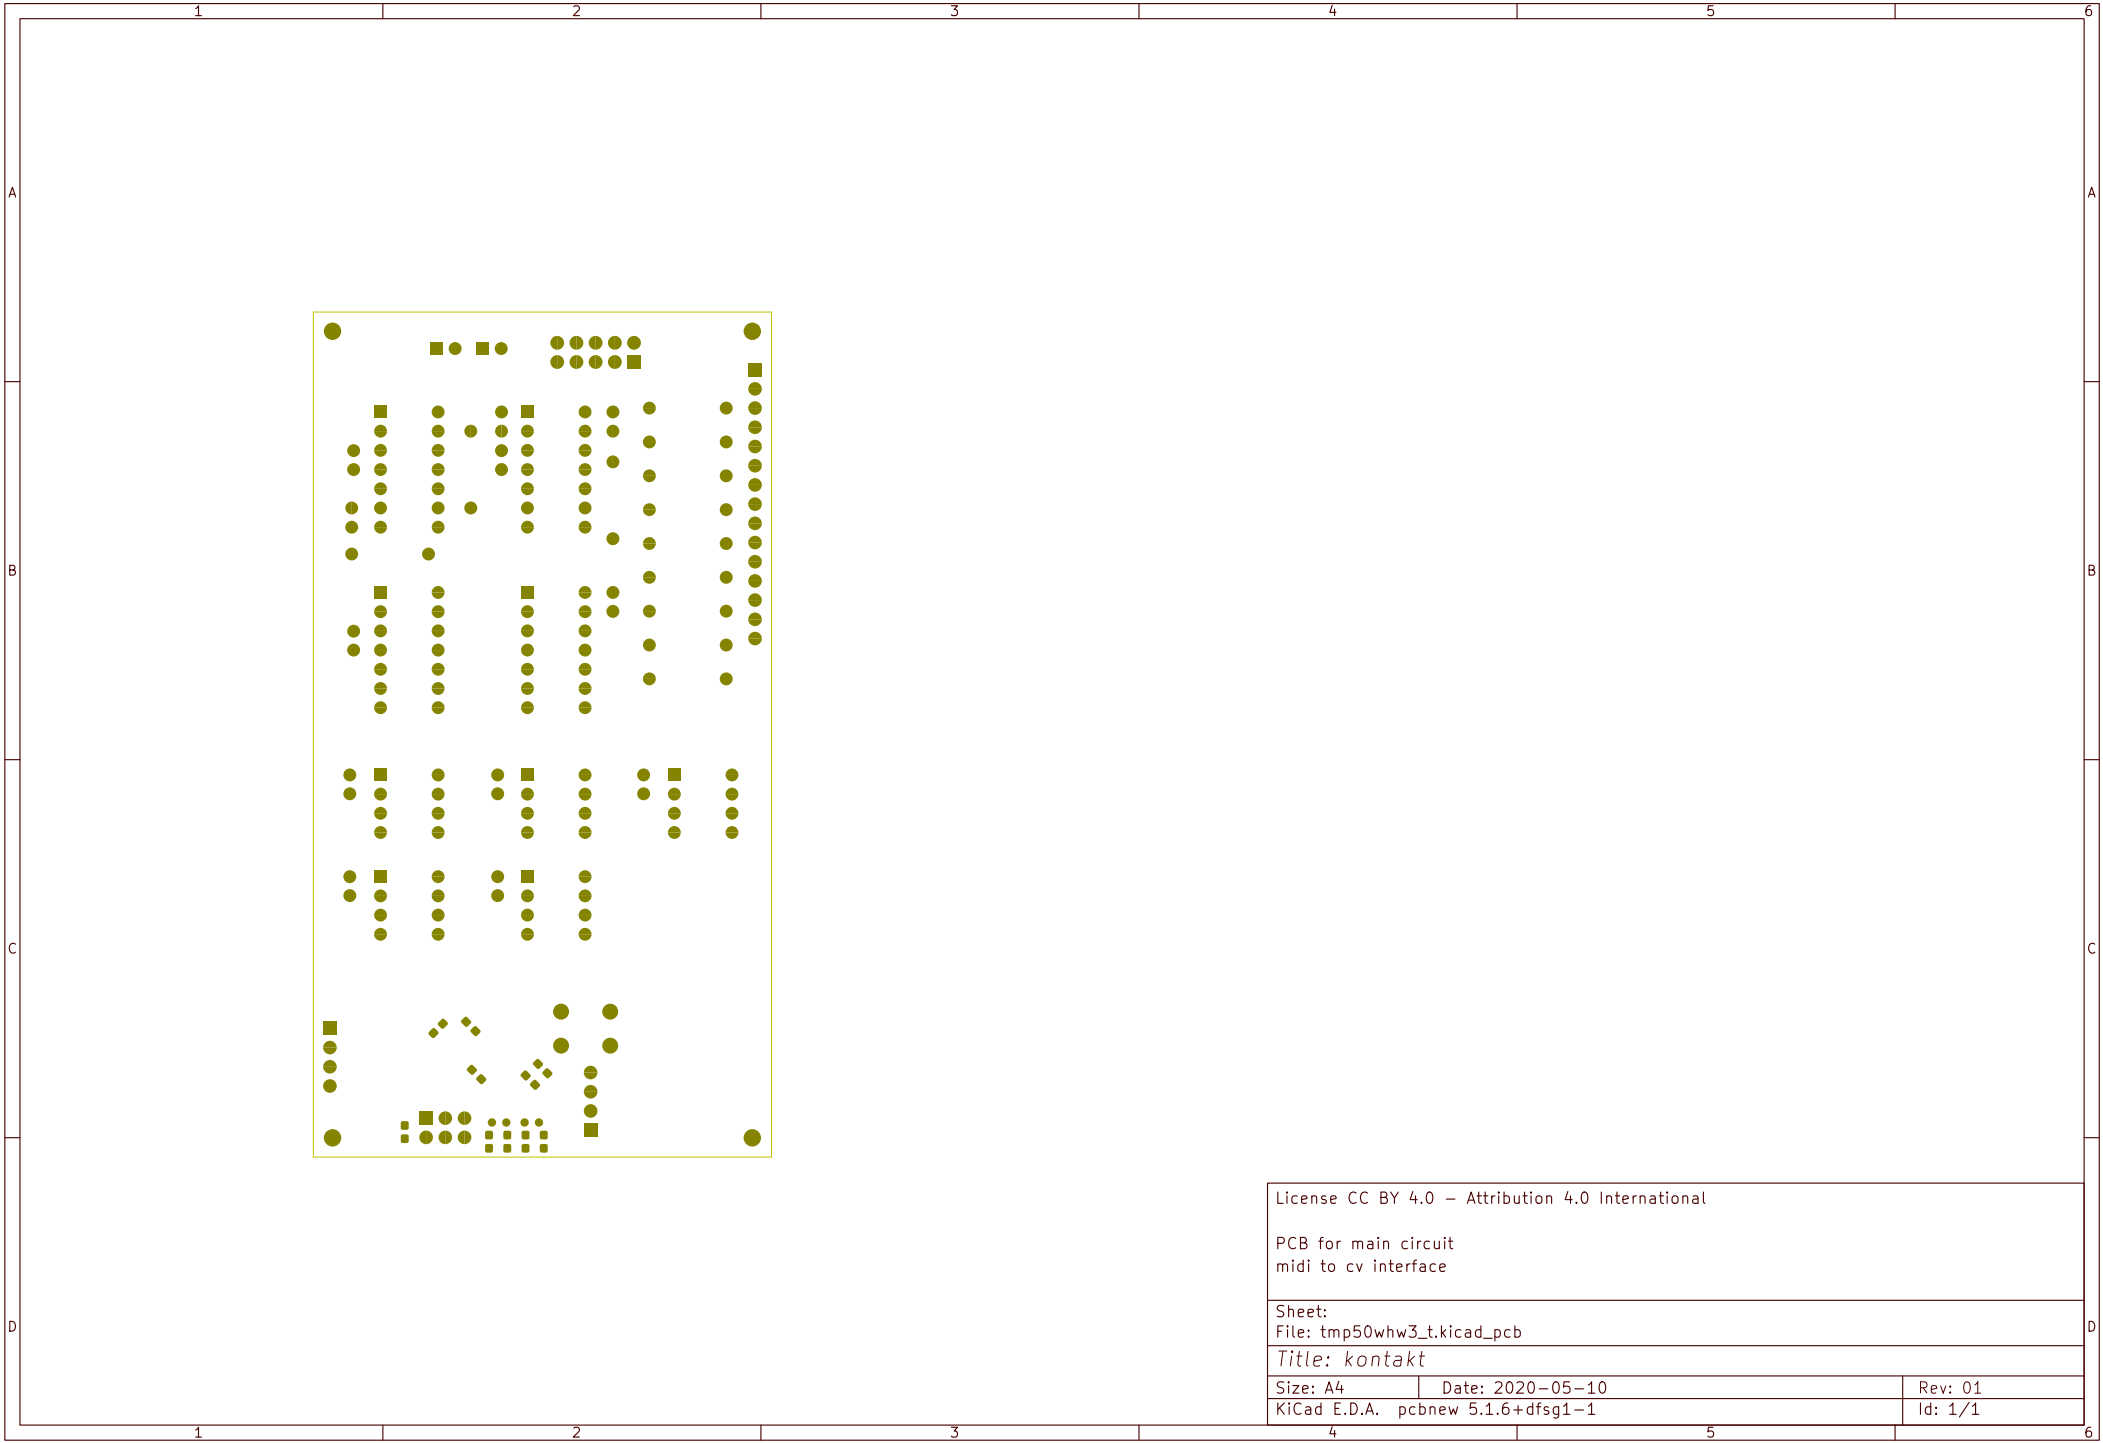 1 2 3 4 5 6
A A
B B
C C
License CC BY 4.0 – Attribution 4.0 International
PCB for main circuit
midi to cv interface
Sheet:
D D
File: tmp50whw3_t.kicad_pcb
Title: kontakt
Size: A4 Date: 2020-05-10 Rev: 01
KiCad E.D.A. pcbnew 5.1.6+dfsg1-1 Id: 1/1
1 2 3 4 5 6